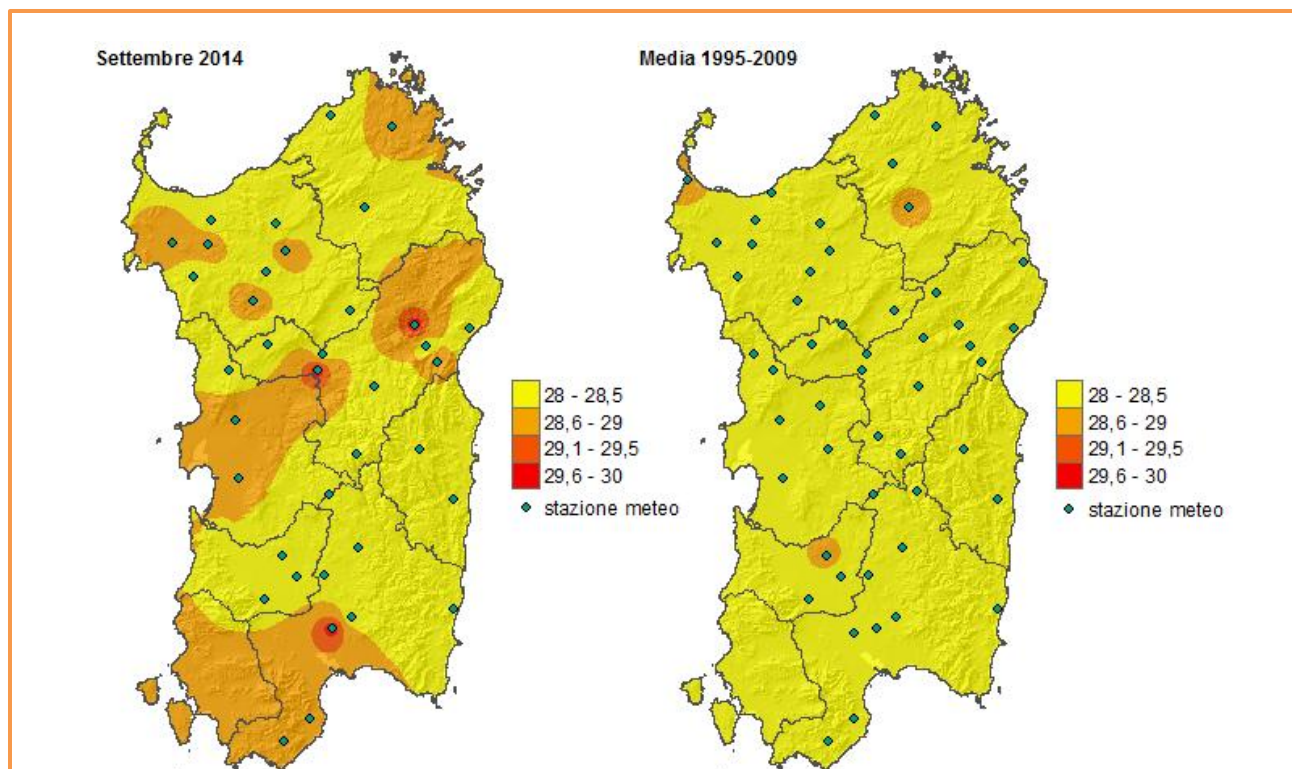 Settembre 2014
28 - 28,5
28,6 - 29
29,1 - 29,5
29,6 - 30
stazione meteo
Media 1995-2009
28 - 28,5
28,6 - 29
29,1 - 29,5
29,6 - 30
stazione meteo